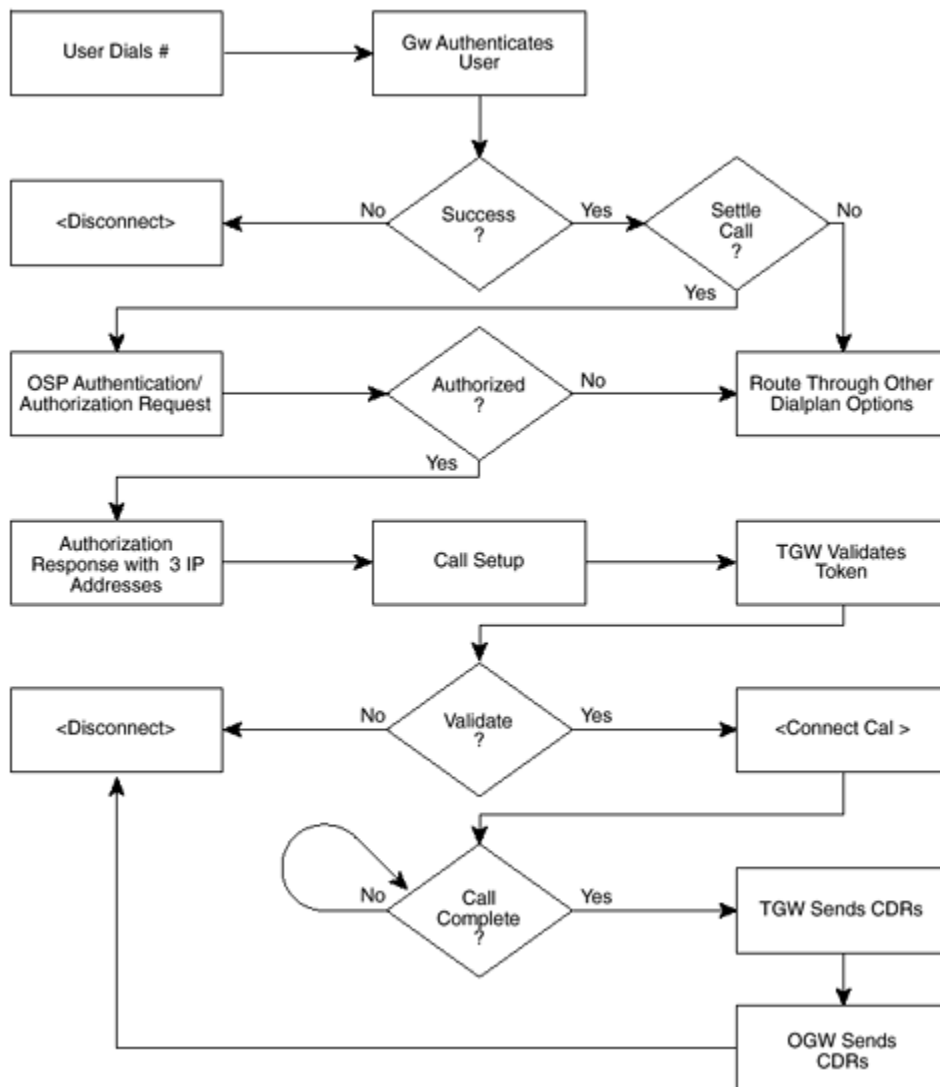 User Dials #
Gw Authenticates
User
<Disconnect>
No
Success
?
Yes
Settle
Call
?
No
Yes
OSP Authentication/
Authorization Request
Authorized
?
No
Route Through Other
Dialplan Options
Yes
Authorization
Response with 3 IP
Addresses
Call Setup
TGW Validates
Token
<Disconnect>
No
Validate
?
Yes
<Connect Cal >
No
Call
Complete
?
Yes
TGW Sends CDRs
OGW Sends
CDRs